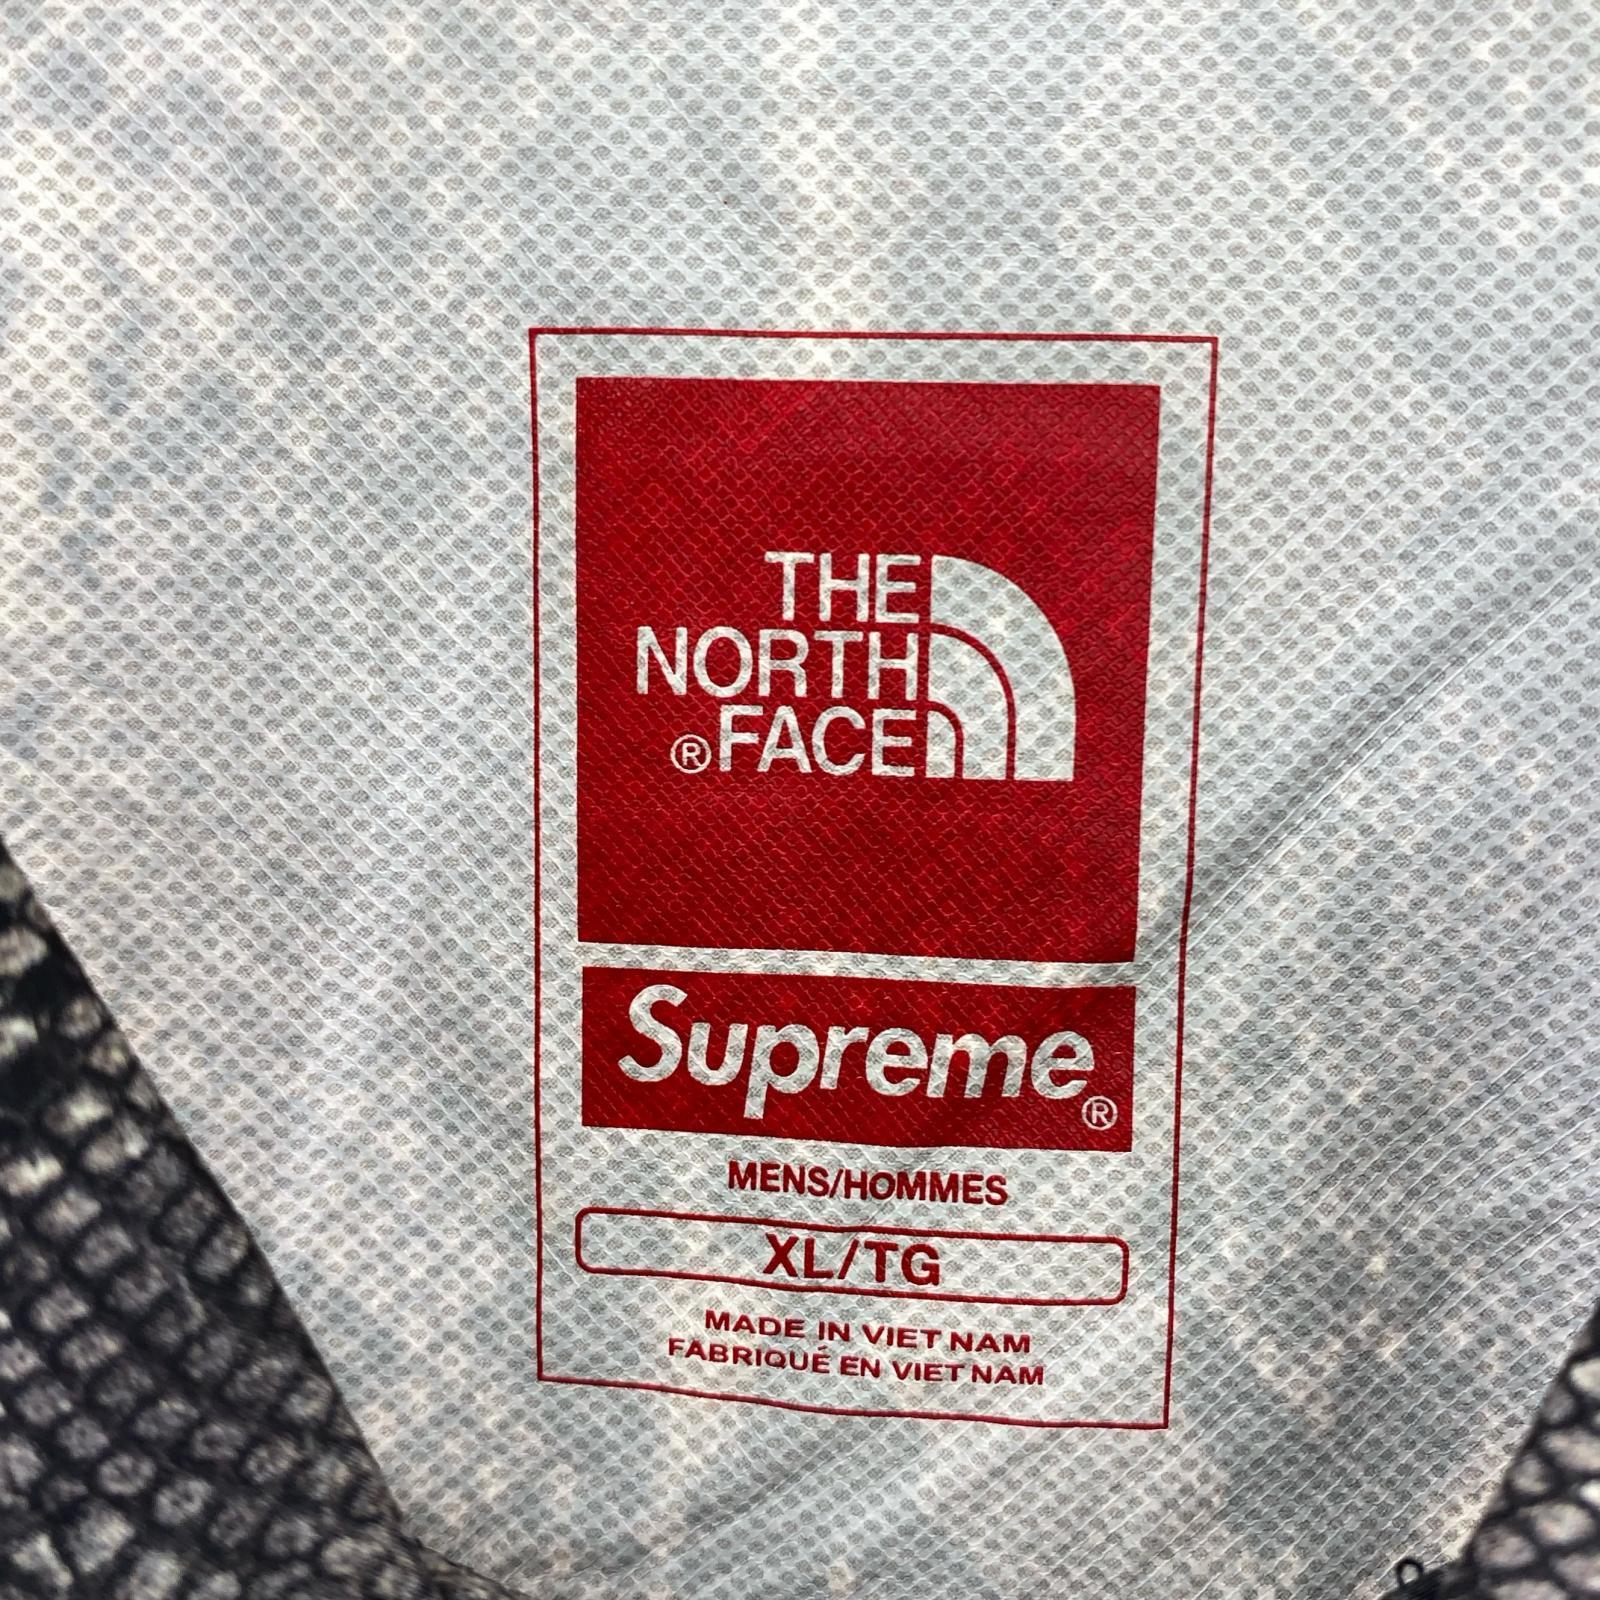 THE
NORTH
®FACE
Supreme®
MENS/HOMMES
XL/TG
MADE IN VIET NAM
FABRIQUÉ EN VIET NAM